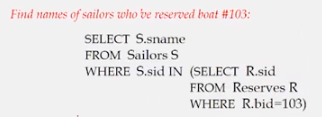 Find names of sailors who've reserved boat #103:
SELECT S.sname
FROM Sailors S
WHERE S.sid IN (SELECT R.sid
FROM Reserves R
WHERE R.bid=103)